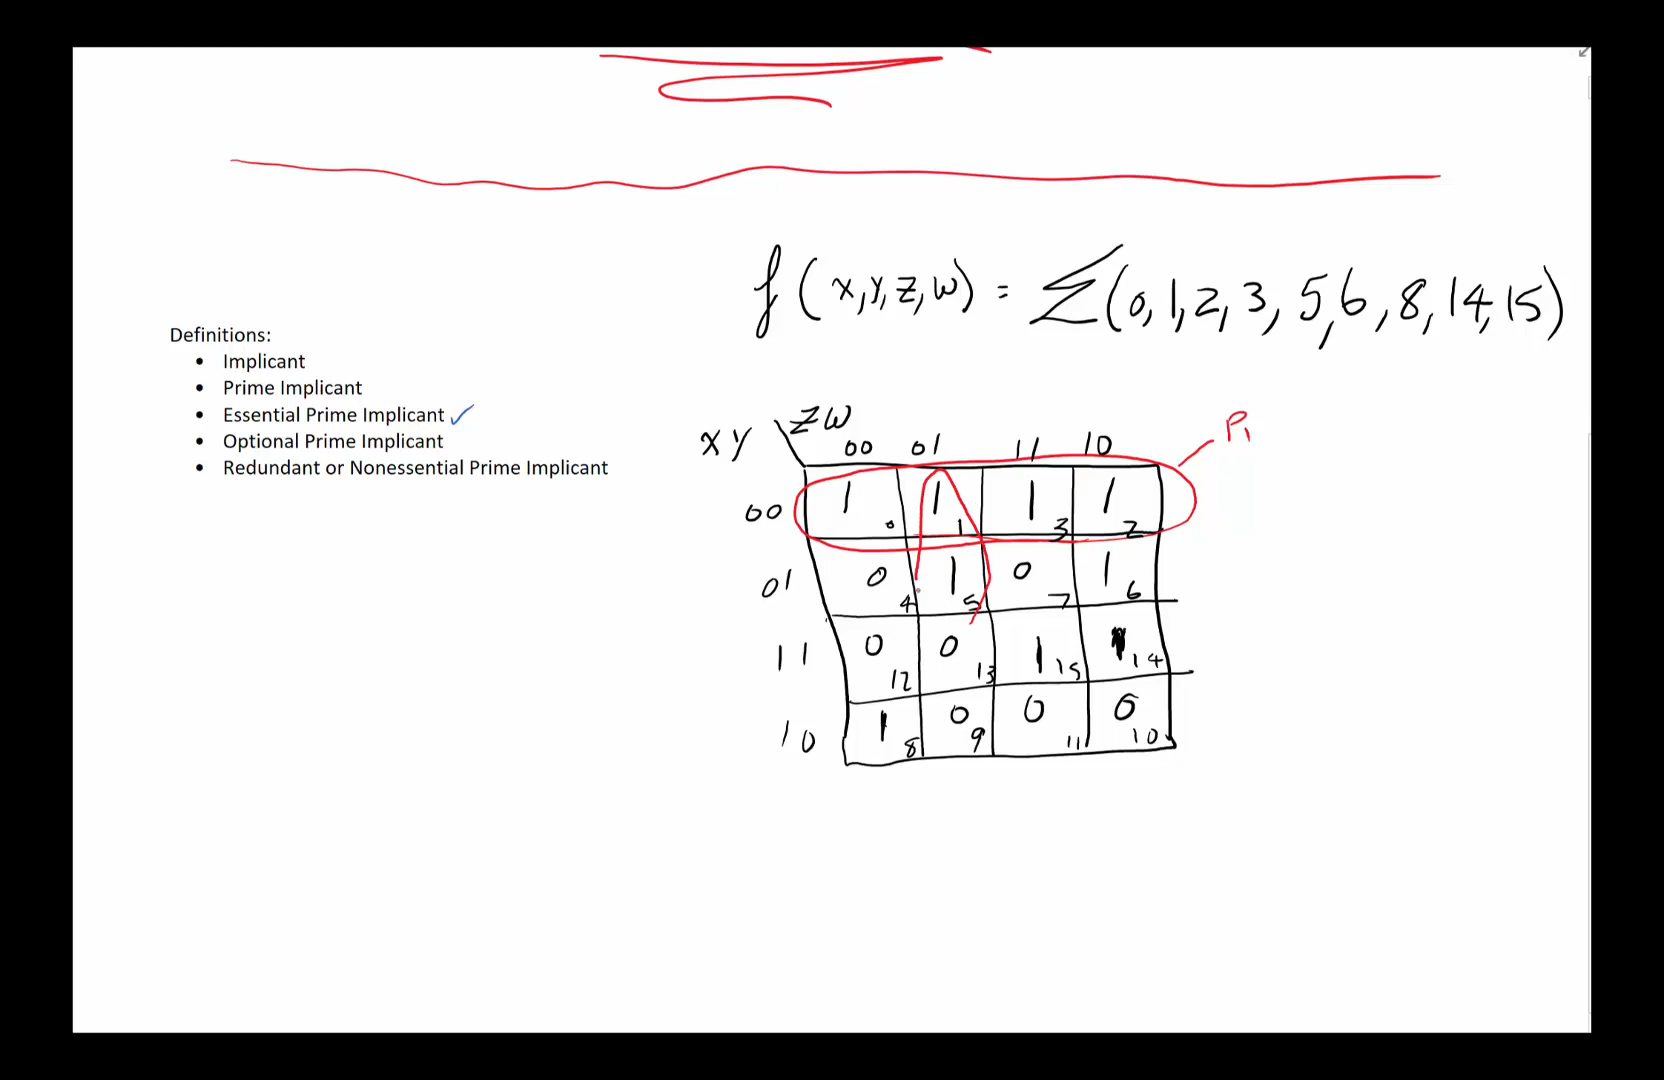 f(x,y,z,w) = Σ(0,1,2,3,5,6,8,14,15)
Definitions:
• Implicant
• Prime Implicant
• Essential Prime Implicant ✓
• Optional Prime Implicant
• Redundant or Nonessential Prime Implicant
xy \ zw
P1
00 01 11 10
00 1 0 1 1 1 3 1 2
01 0 4 1 5 0 7 1 6
11 0 12 0 13 1 15 1 14
10 1 8 0 9 0 11 0 10